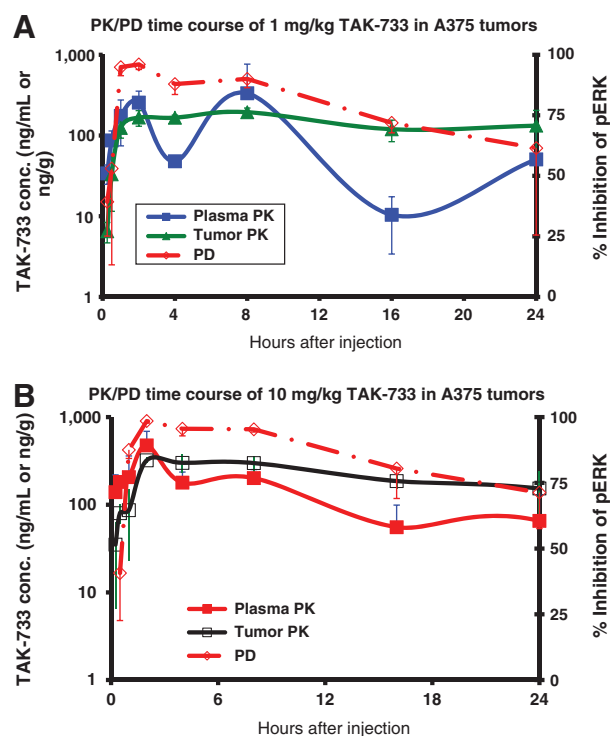 A
PK/PD time course of 1 mg/kg TAK-733 in A375 tumors
TAK-733 conc. (ng/mL or
ng/g)
1,000
100
10
1
100
75
50
25
0
% Inhibition of pERK
Plasma PK
Tumor PK
PD
0 4 8 12 16 20 24
Hours after injection
B
PK/PD time course of 10 mg/kg TAK-733 in A375 tumors
TAK-733 conc. (ng/mL or ng/g)
1,000
100
10
1
100
75
50
25
0
% Inhibition of pERK
Plasma PK
Tumor PK
PD
0 6 12 18 24
Hours after injection